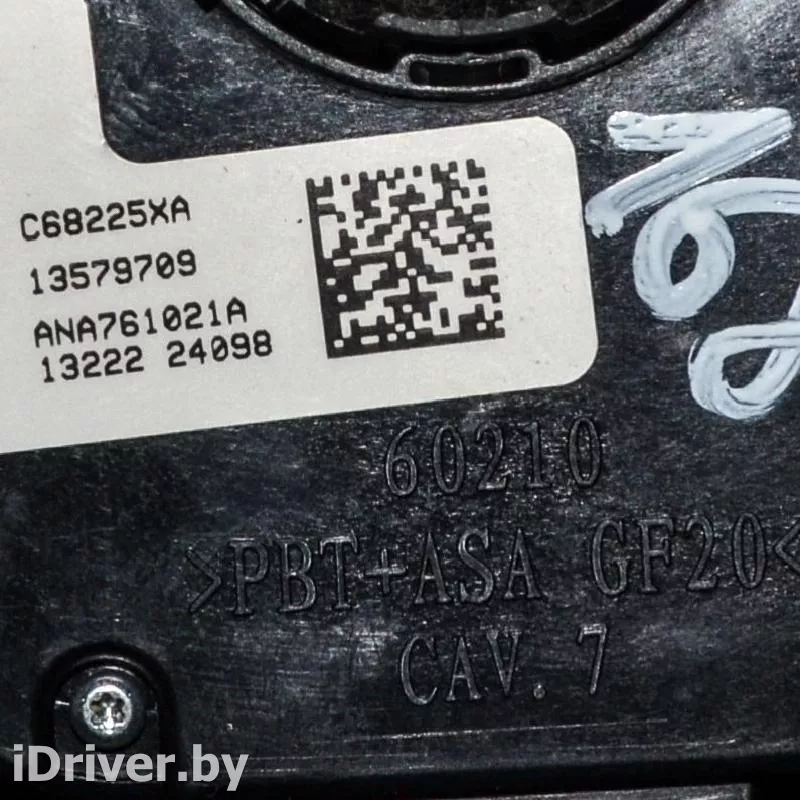 C68225XA
13579709
ANA761021A
13222 24098
60210
>PBT+ASA GF20<
CAV. 7
iDriver.by